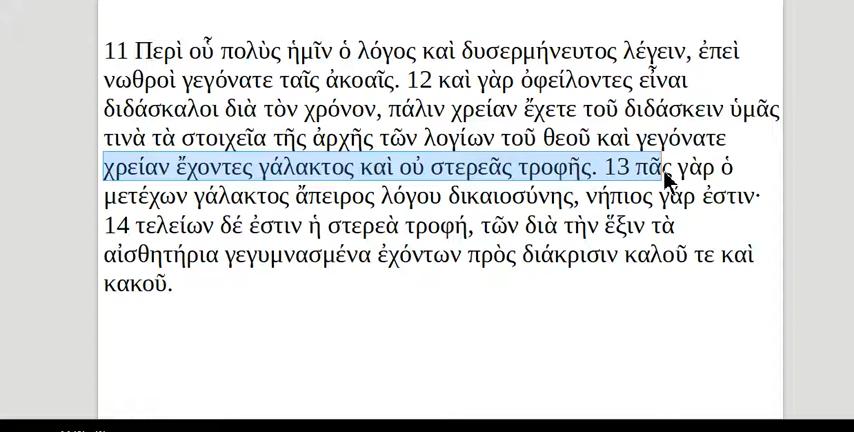 11 Περὶ οὗ πολὺς ἡμῖν ὁ λόγος καὶ δυσερμήνευτος λέγειν, ἐπεὶ
νωθροὶ γεγόνατε ταῖς ἀκοαῖς. 12 καὶ γὰρ ὀφείλοντες εἶναι
διδάσκαλοι διὰ τὸν χρόνον, πάλιν χρείαν ἔχετε τοῦ διδάσκειν ὑμᾶς
τινὰ τὰ στοιχεῖα τῆς ἀρχῆς τῶν λογίων τοῦ θεοῦ καὶ γεγόνατε
χρείαν ἔχοντες γάλακτος καὶ οὐ στερεᾶς τροφῆς. 13 πᾶς γὰρ ὁ
μετέχων γάλακτος ἄπειρος λόγου δικαιοσύνης, νήπιος γάρ ἐστιν·
14 τελείων δέ ἐστιν ἡ στερεὰ τροφή, τῶν διὰ τὴν ἕξιν τὰ
αἰσθητήρια γεγυμνασμένα ἐχόντων πρὸς διάκρισιν καλοῦ τε καὶ
κακοῦ.